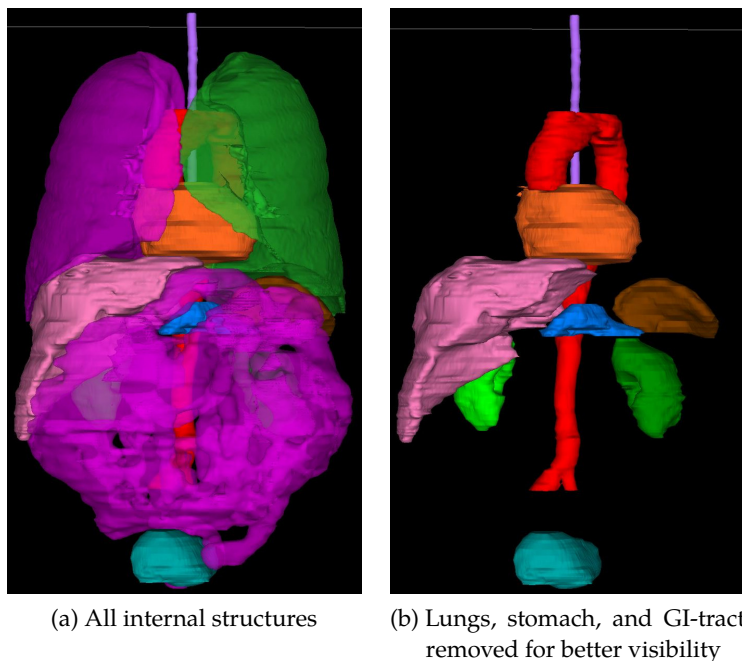 (a) All internal structures
(b) Lungs, stomach, and GI-tract
removed for better visibility